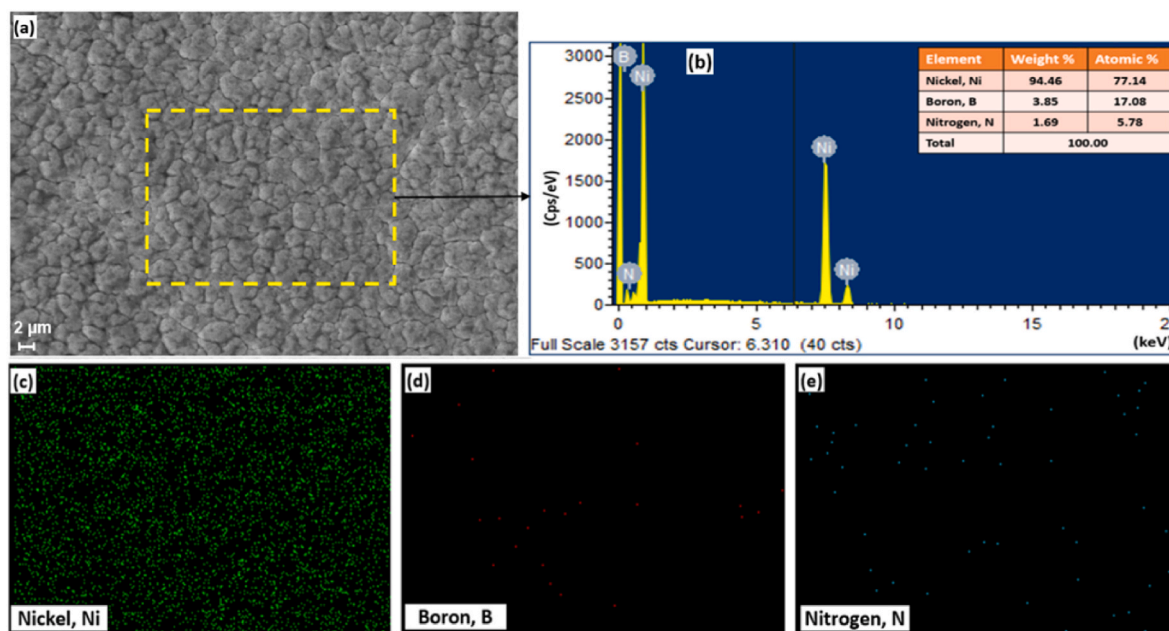 (a)
2 µm
(b)
3000
2500
2000
1500
1000
500
0
(Cps/eV)
B
Ni
N
Ni
Ni
Element Weight % Atomic %
Nickel, Ni 94.46 77.14
Boron, B 3.85 17.08
Nitrogen, N 1.69 5.78
Total 100.00
0 5 10 15 2
Full Scale 3157 cts Cursor: 6.310 (40 cts) (keV)
(c)
Nickel, Ni
(d)
Boron, B
(e)
Nitrogen, N